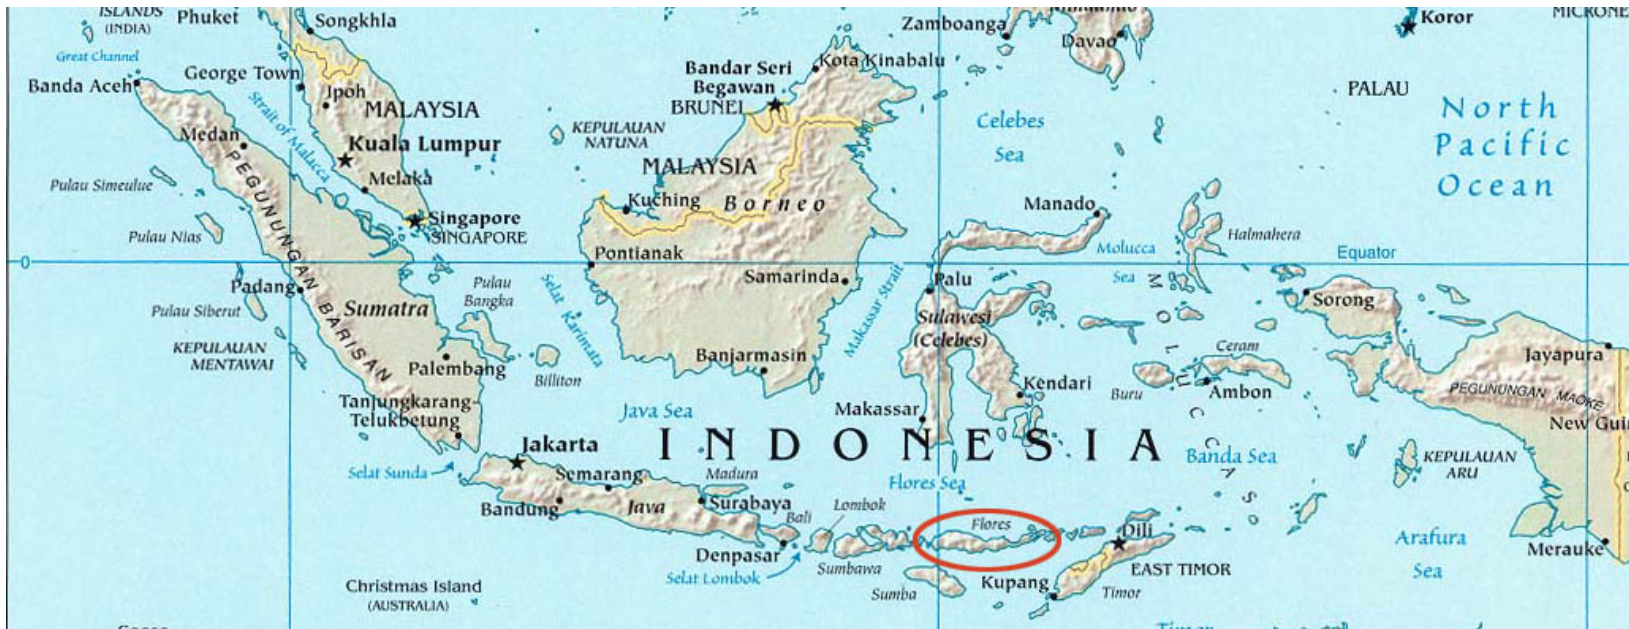 ISLANDS
(INDIA)
Phuket
Songkhla
Zamboanga
Davao
Koror
Great Channel
Banda Aceh
George Town
Ipoh
MALAYSIA
Kuala Lumpur
Strait of Malacca
Medan
Melaka
Pulau Simeulue
Singapore
SINGAPORE
Pulau Nias
PEGUNUNGAN BARISAN
Bandar Seri
Begawan
BRUNEI
Kota Kinabalu
KEPULAUAN
NATUNA
MALAYSIA
Kuching
Borneo
Celebes
Sea
PALAU
North
Pacific
Ocean
Manado
Molucca
Sea
Halmahera
Equator
0
Pontianak
Samarinda
Palu
Sorong
Padang
Pulau
Bangka
Selat Karimata
Makassar Strait
MOLUCCAS
Pulau Siberut
Sumatra
Sulawesi
(Celebes)
KEPULAUAN
MENTAWAI
Palembang
Billiton
Banjarmasin
Kendari
Ceram
Buru
Ambon
Jayapura
PEGUNUNGAN MAOKE
Tanjungkarang-
Telukbetung
Java Sea
Makassar
Jakarta
INDONESIA
Banda Sea
KEPULAUAN
ARU
Selat Sunda
Semarang
Madura
Flores Sea
Bandung
Java
Surabaya
Bali
Lombok
Flores
Dili
Arafura
Sea
Merauke
Denpasar
Selat Lombok
Sumbawa
Sumba
Kupang
EAST TIMOR
Timor
Christmas Island
(AUSTRALIA)